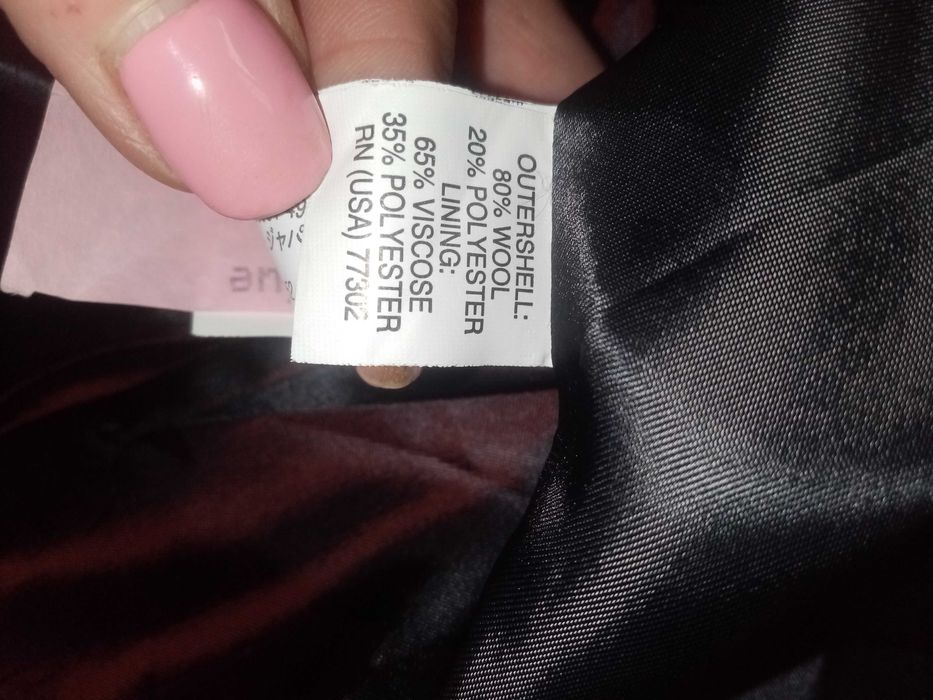 OUTERSHELL:
80% WOOL
20% POLYESTER
LINING:
65% VISCOSE
35% POLYESTER
RN (USA) 77302